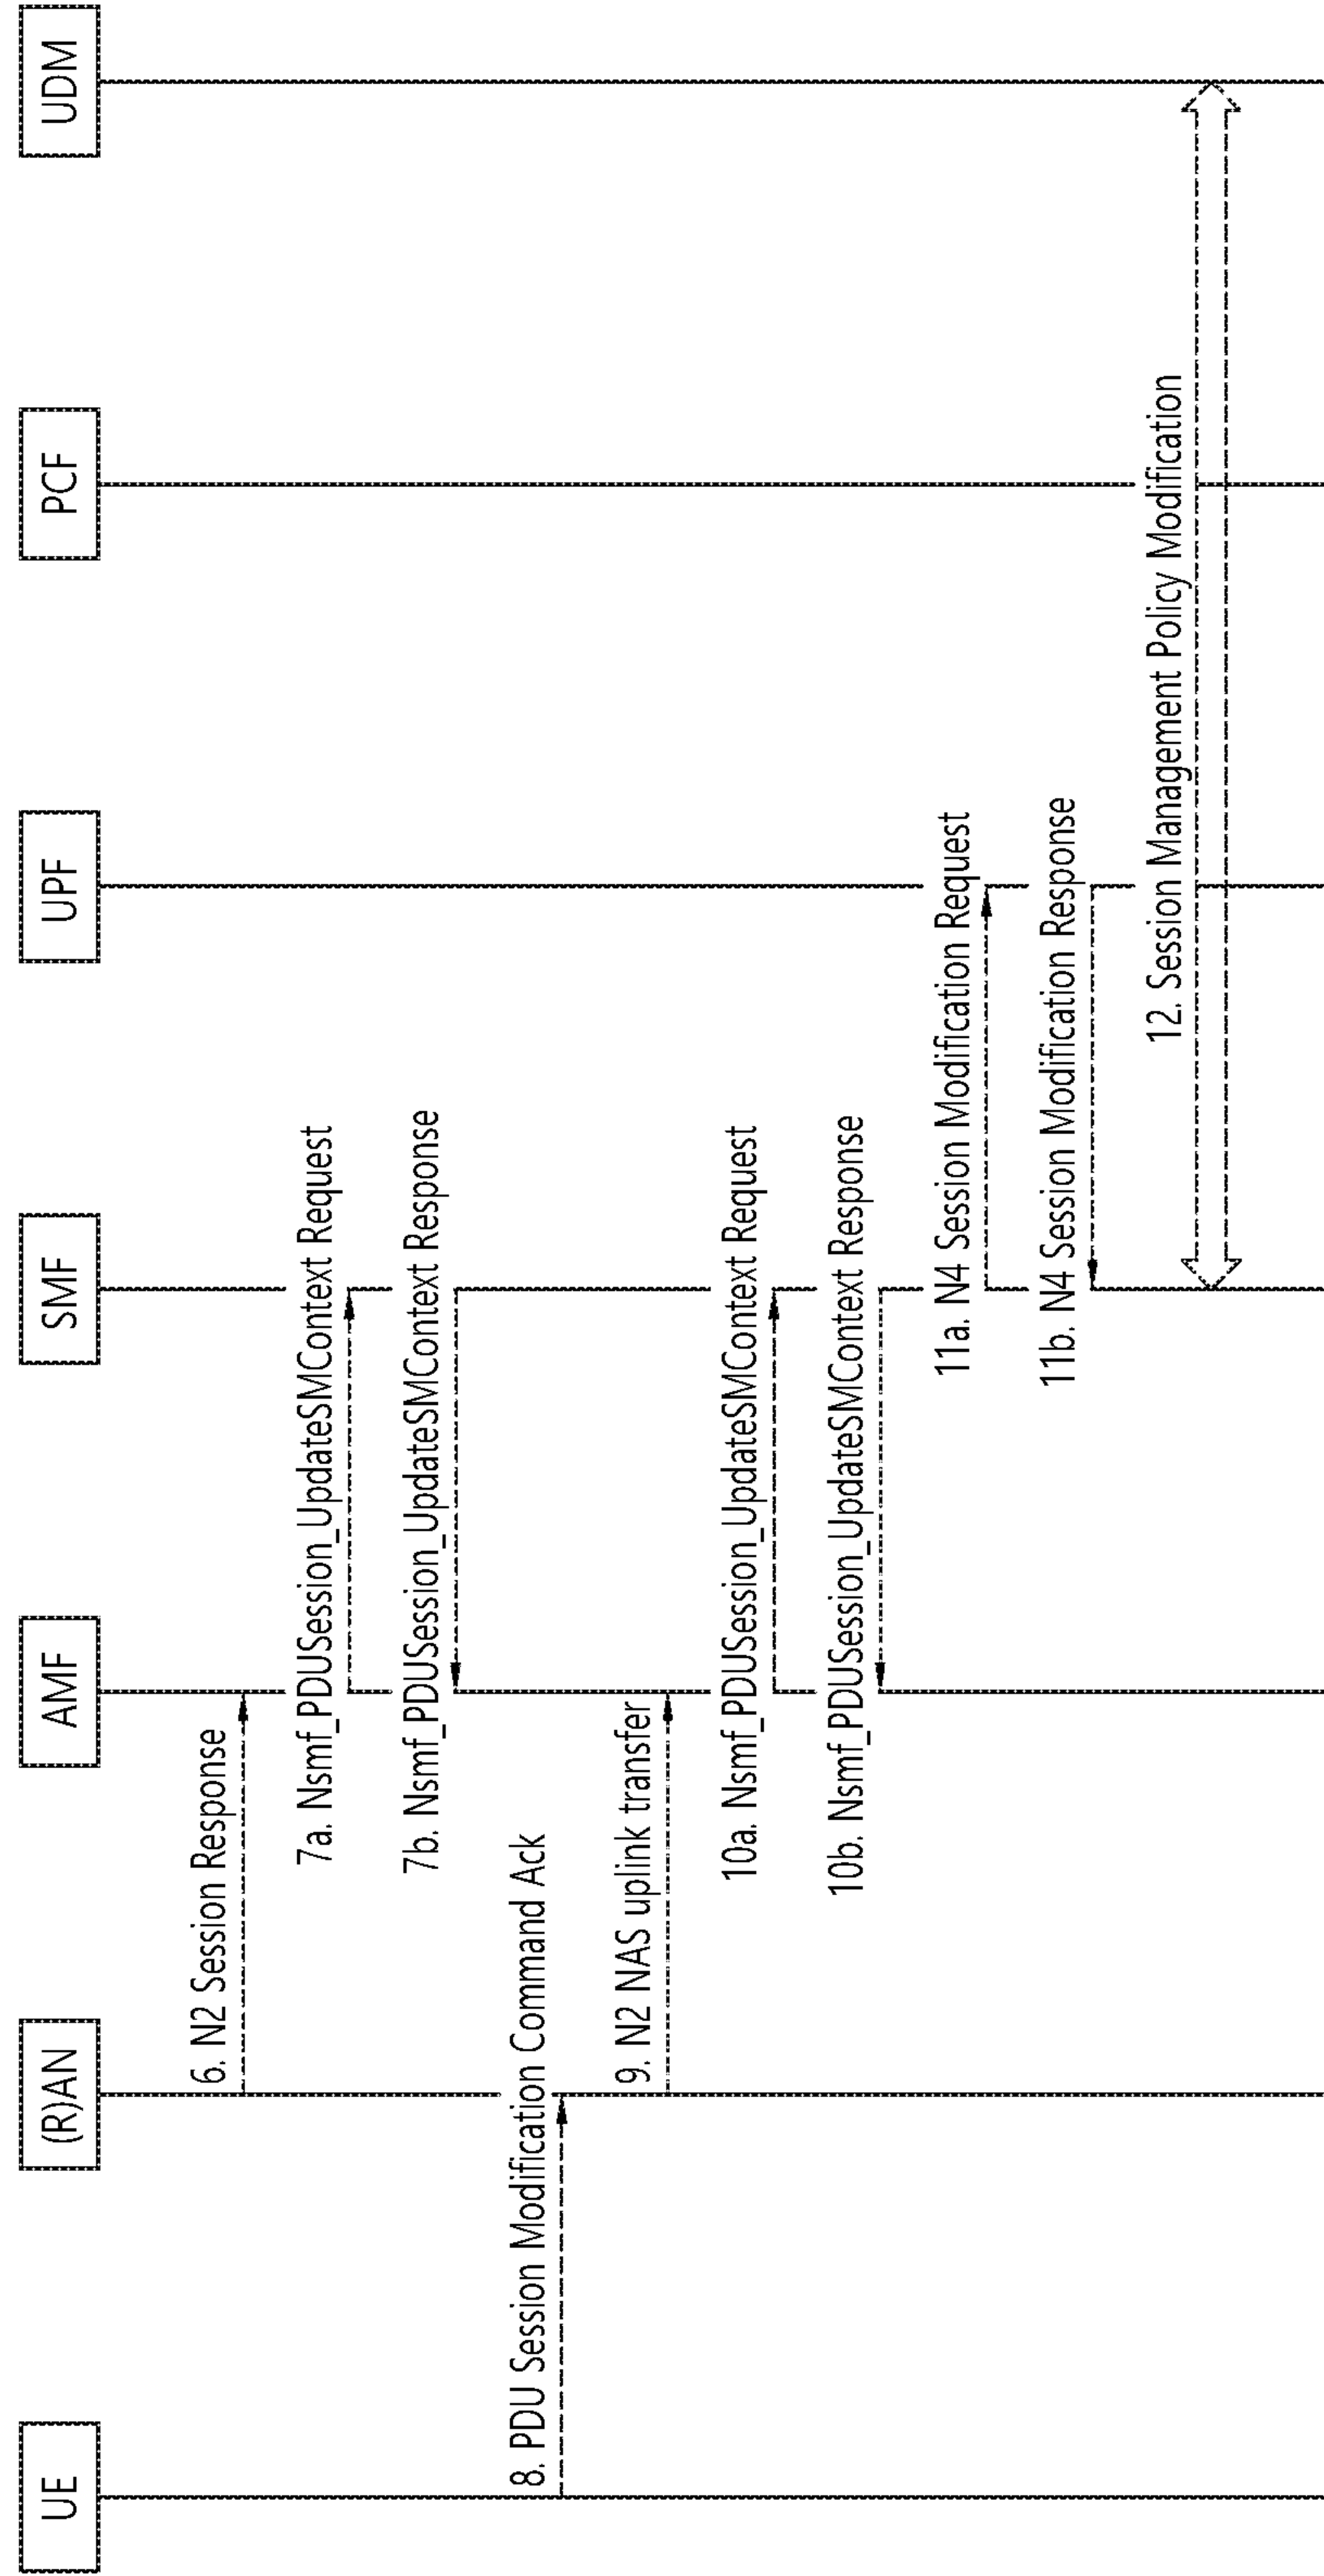 UE
(R)AN
AMF
SMF
UPF
PCF
UDM
6. N2 Session Response
7a. Nsmf_PDUSession_UpdateSMContext Request
7b. Nsmf_PDUSession_UpdateSMContext Response
8. PDU Session Modification Command Ack
9. N2 NAS uplink transfer
10a. Nsmf_PDUSession_UpdateSMContext Request
10b. Nsmf_PDUSession_UpdateSMContext Response
11a. N4 Session Modification Request
11b. N4 Session Modification Response
12. Session Management Policy Modification